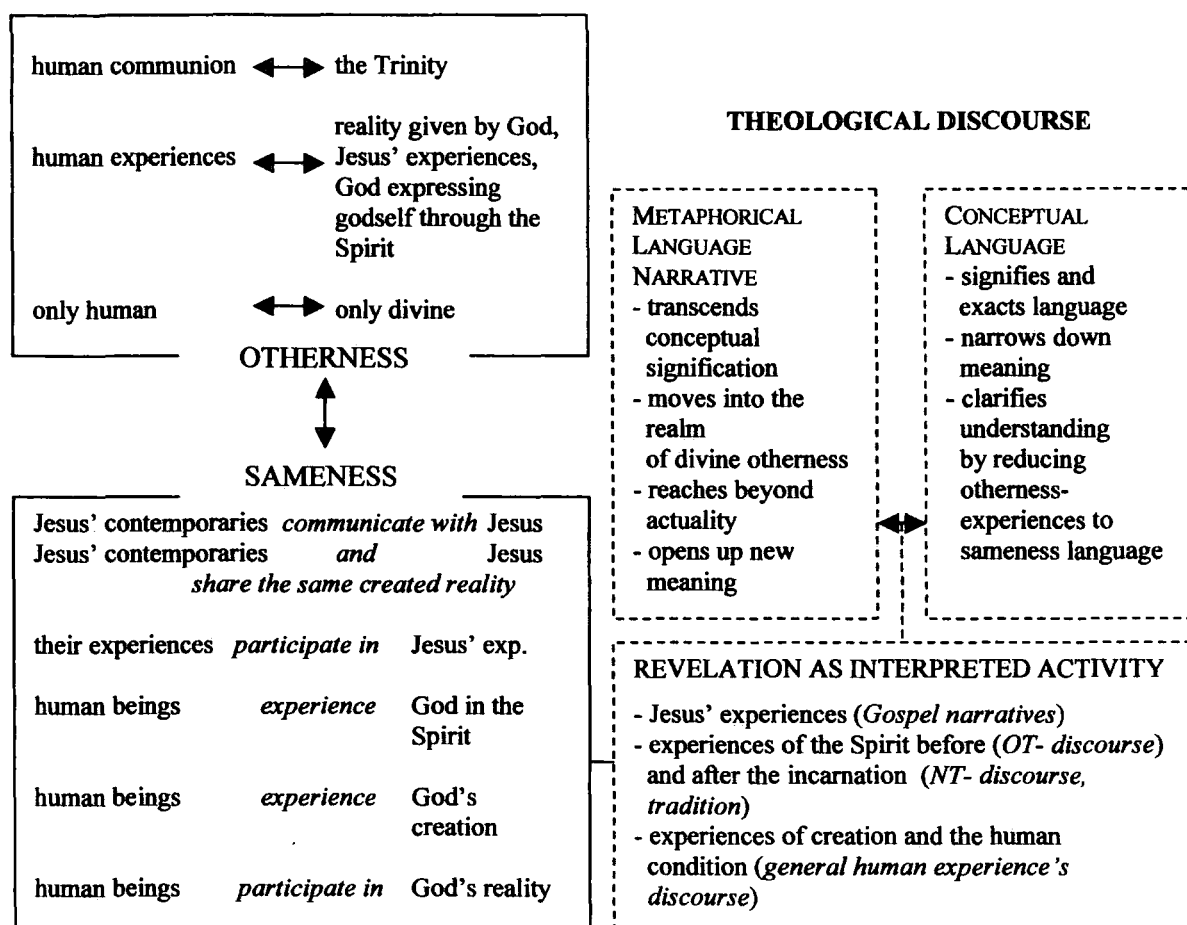 human communion the Trinity
human experiences reality given by God,
Jesus' experiences,
God expressing
godself through the
Spirit
only human only divine
OTHERNESS
SAMENESS
Jesus' contemporaries communicate with Jesus
Jesus' contemporaries and Jesus
share the same created reality
their experiences participate in Jesus' exp.
human beings experience God in the
Spirit
human beings experience God's
creation
human beings participate in God's reality
THEOLOGICAL DISCOURSE
METAPHORICAL
LANGUAGE
NARRATIVE
- transcends
conceptual
signification
- moves into the
realm
of divine otherness
- reaches beyond
actuality
- opens up new
meaning
CONCEPTUAL
LANGUAGE
- signifies and
exacts language
- narrows down
meaning
- clarifies
understanding
by reducing
otherness-
experiences to
sameness language
REVELATION AS INTERPRETED ACTIVITY
- Jesus' experiences (Gospel narratives)
- experiences of the Spirit before (OT- discourse)
and after the incarnation (NT- discourse,
tradition)
- experiences of creation and the human
condition (general human experience's
discourse)